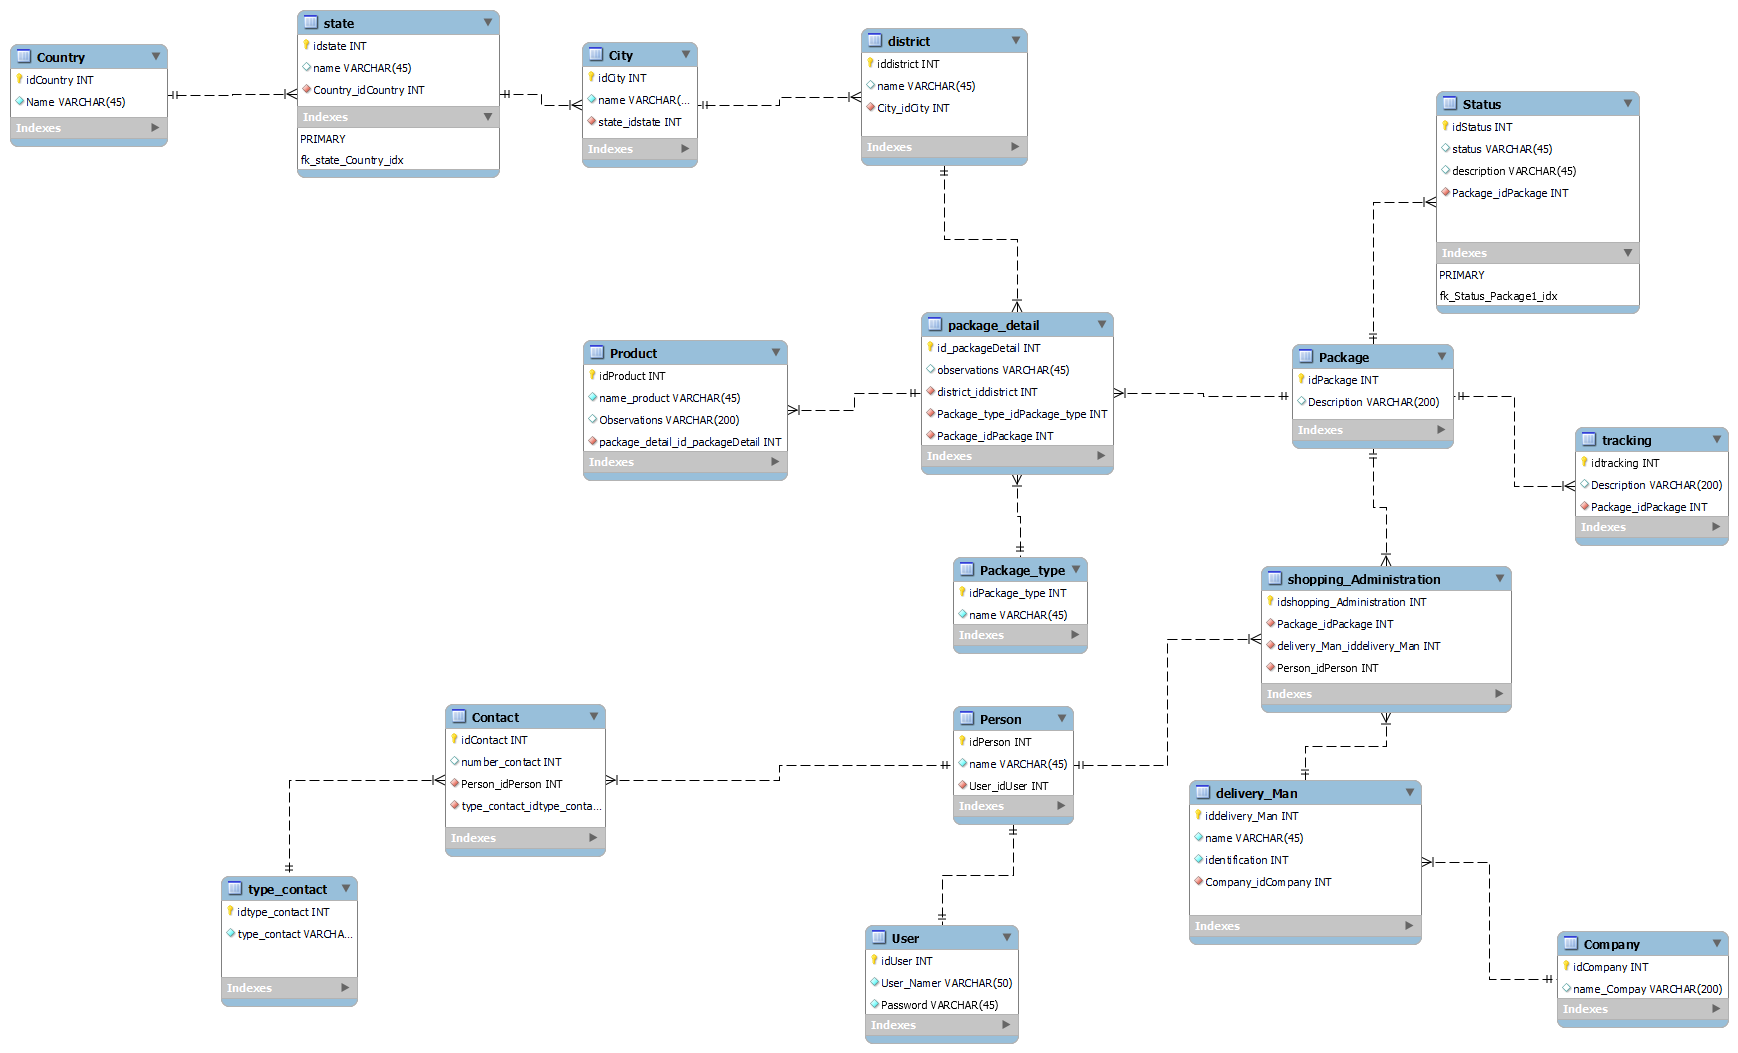 Country
idCountry INT
Name VARCHAR(45)
Indexes
state
idstate INT
name VARCHAR(45)
Country_idCountry INT
Indexes
PRIMARY
fk_state_Country_idx
City
idCity INT
name VARCHAR(...
state_idstate INT
Indexes
district
iddistrict INT
name VARCHAR(45)
City_idCity INT
Indexes
Status
idStatus INT
status VARCHAR(45)
description VARCHAR(45)
Package_idPackage INT
Indexes
PRIMARY
fk_Status_Package1_idx
Product
idProduct INT
name_product VARCHAR(45)
Observations VARCHAR(200)
package_detail_id_packageDetail INT
Indexes
package_detail
id_packageDetail INT
observations VARCHAR(45)
district_iddistrict INT
Package_type_idPackage_type INT
Package_idPackage INT
Indexes
Package
idPackage INT
Description VARCHAR(200)
Indexes
tracking
idtracking INT
Description VARCHAR(200)
Package_idPackage INT
Indexes
Package_type
idPackage_type INT
name VARCHAR(45)
Indexes
shopping_Administration
idshopping_Administration INT
Package_idPackage INT
delivery_Man_iddelivery_Man INT
Person_idPerson INT
Indexes
Contact
idContact INT
number_contact INT
Person_idPerson INT
type_contact_idtype_conta...
Indexes
Person
idPerson INT
name VARCHAR(45)
User_idUser INT
Indexes
delivery_Man
iddelivery_Man INT
name VARCHAR(45)
identification INT
Company_idCompany INT
Indexes
type_contact
idtype_contact INT
type_contact VARCHA...
Indexes
User
idUser INT
User_Namer VARCHAR(50)
Password VARCHAR(45)
Indexes
Company
idCompany INT
name_Compay VARCHAR(200)
Indexes